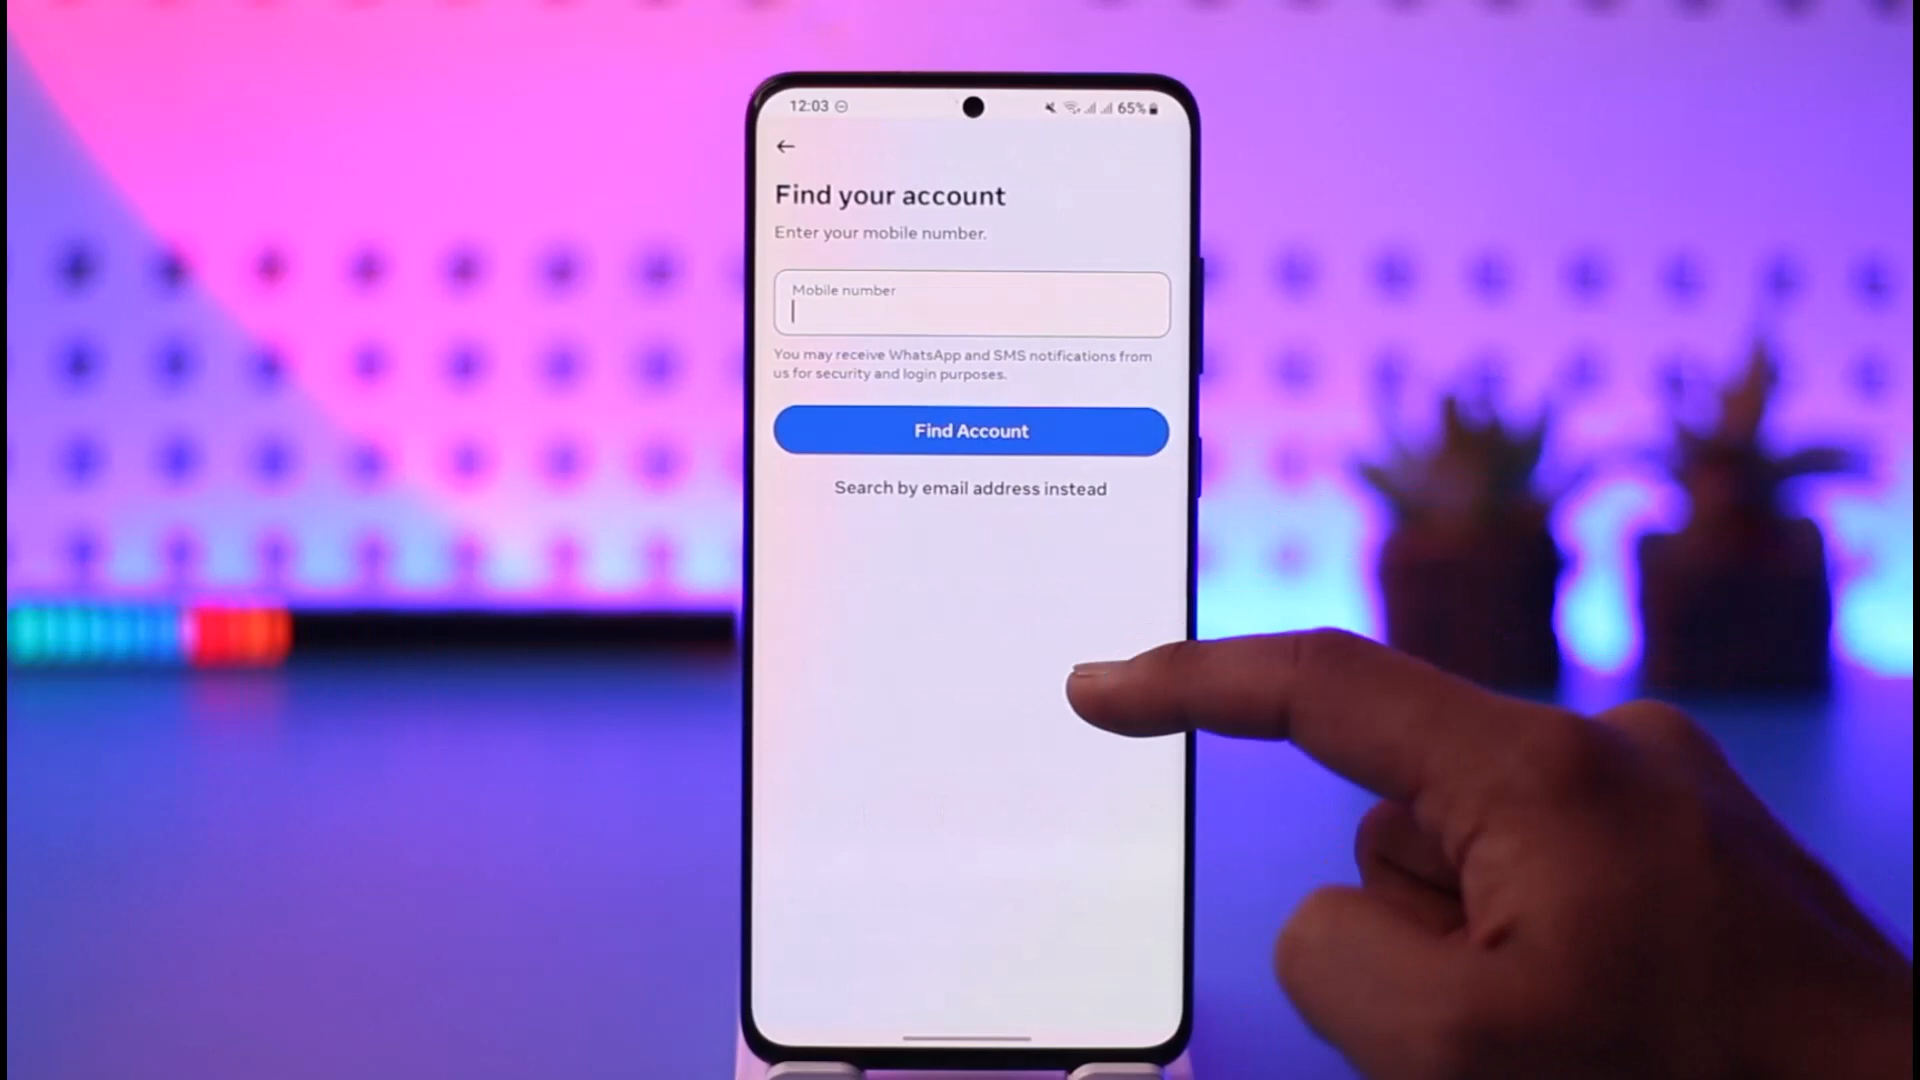 12:03
65%
Find your account
Enter your mobile number.
Mobile number
You may receive WhatsApp and SMS notifications from
us for security and login purposes.
Find Account
Search by email address instead